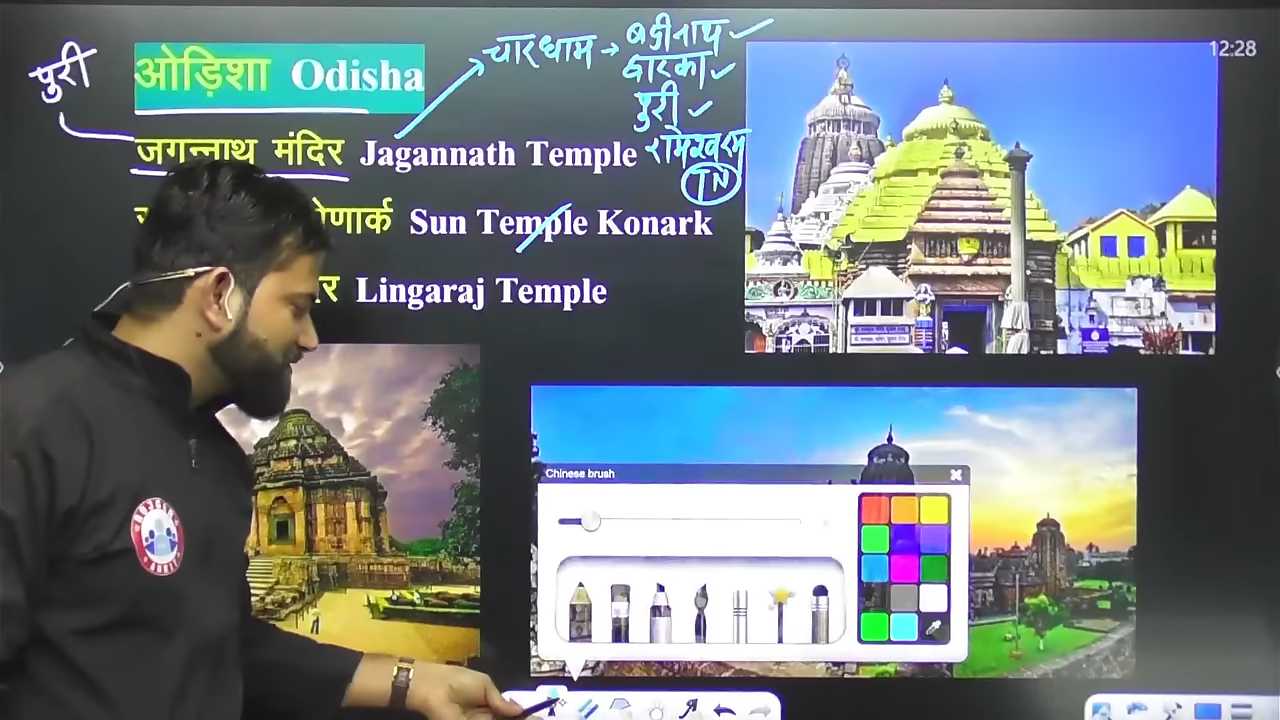 पुरी
ओड़िशा Odisha
चारधाम → बद्रीनाथ
द्वारका
पुरी
रामेश्वरम
TN
जगन्नाथ मंदिर Jagannath Temple
Sun Temple Konark
Lingaraj Temple
12:28
Chinese brush